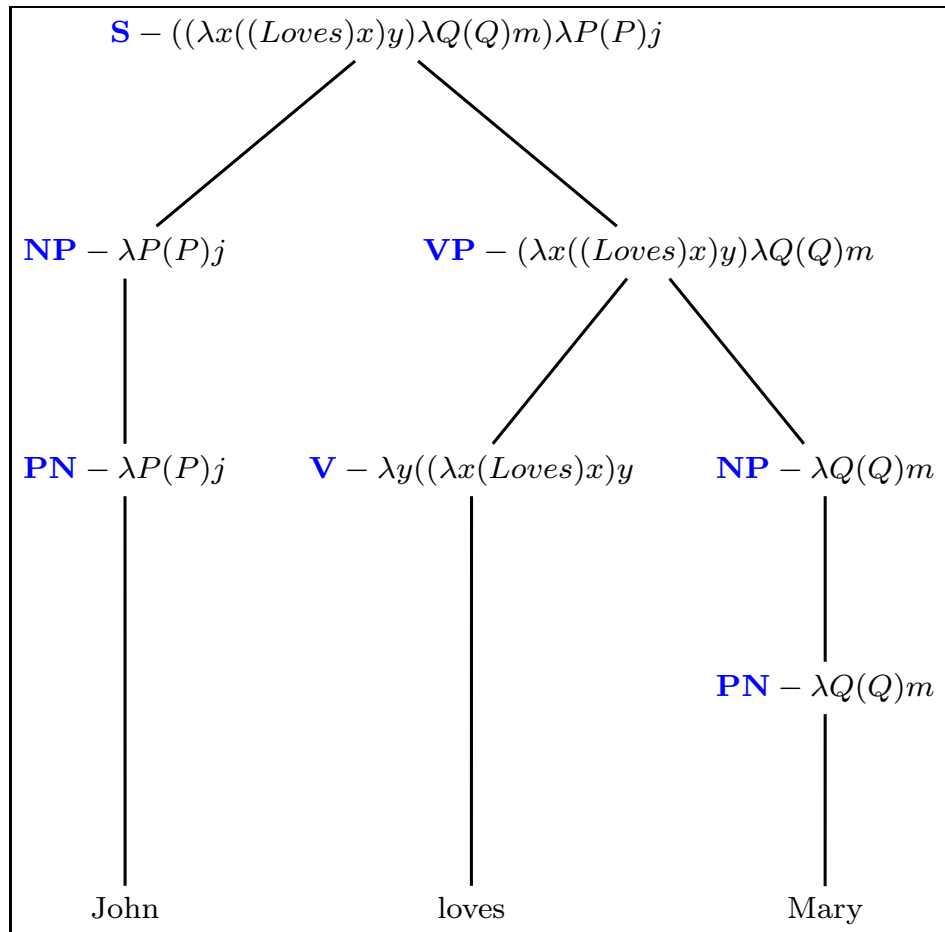 S – ((λx((Loves)x)y)λQ(Q)m)λP(P)j
NP – λP(P)j VP – (λx((Loves)x)y)λQ(Q)m
PN – λP(P)j V – λy((λx(Loves)x)y NP – λQ(Q)m
PN – λQ(Q)m
John loves Mary